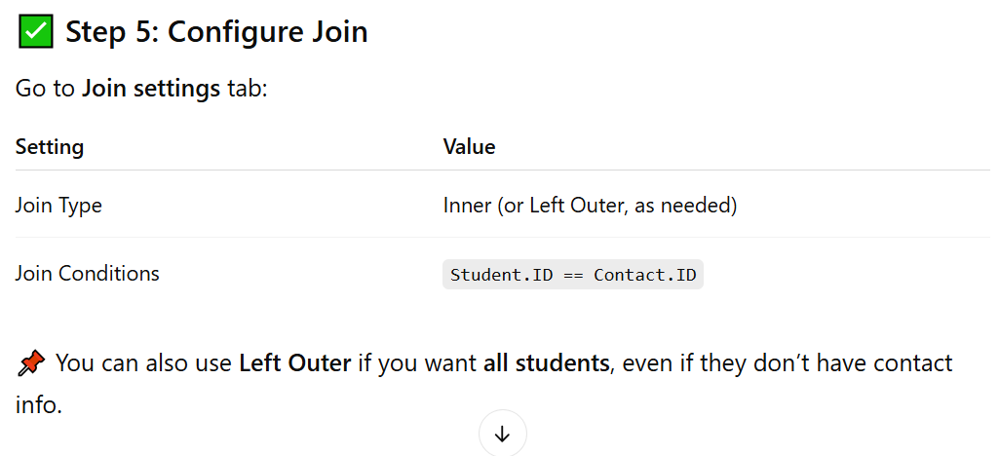 ✅ Step 5: Configure Join
Go to Join settings tab:
Setting Value
Join Type Inner (or Left Outer, as needed)
Join Conditions Student.ID == Contact.ID
📌 You can also use Left Outer if you want all students, even if they don’t have contact
info.